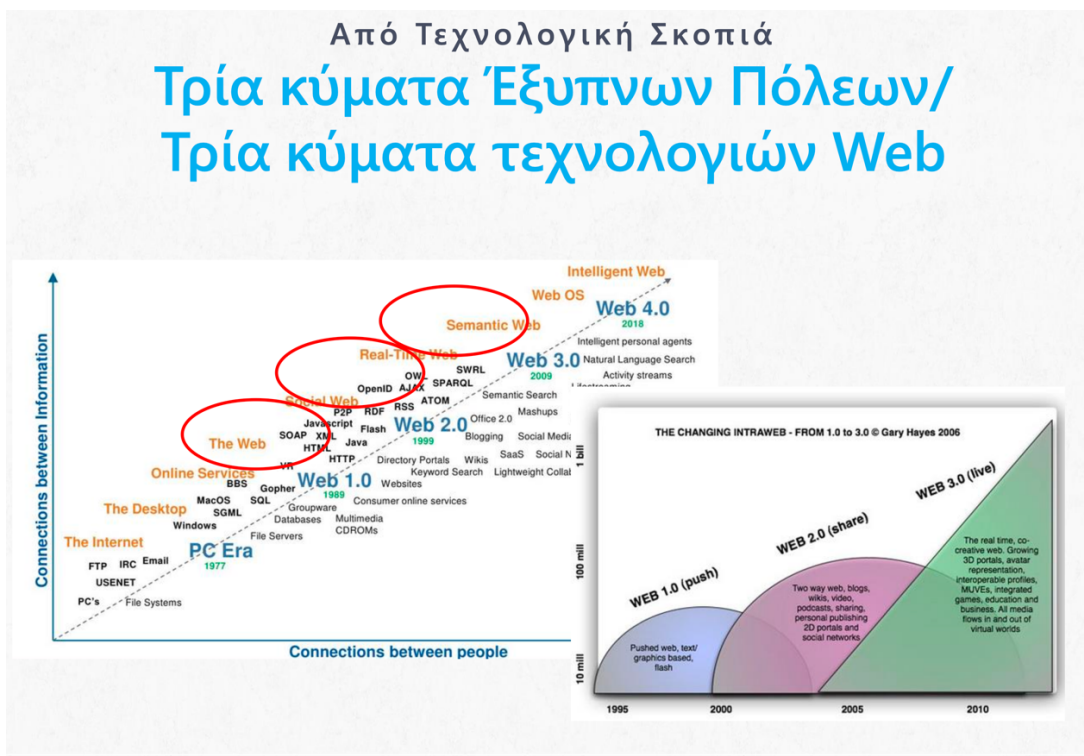 Από Τεχνολογική Σκοπιά
Τρία κύματα Έξυπνων Πόλεων/
Τρία κύματα τεχνολογιών Web
Connections between Information
Intelligent Web
Web OS
Web 4.0
2018
Semantic Web
Intelligent personal agents
Real-Time Web
Web 3.0
Natural Language Search
2009
SWRL
OWL
SPARQL
Activity streams
OpenID
AJAX
Semantic Search
Social Web
ATOM
P2P
RDF
RSS
Office 2.0
Mashups
Javascript
Flash
Web 2.0
1999
The Web
SOAP
XML
Java
Blogging
HTML
HTTP
Directory Portals
Wikis
SaaS
VR
Keyword Search
Online Services
BBS
Gopher
Web 1.0
1989
Websites
MacOS
SQL
Consumer online services
The Desktop
SGML
Groupware
Windows
Databases
Multimedia
CDROMs
The Internet
File Servers
PC Era
1977
FTP
IRC
Email
USENET
PC's
File Systems
Connections between people
THE CHANGING INTRAWEB - FROM 1.0 to 3.0 © Gary Hayes 2006
1 bill
100 mill
10 mill
WEB 1.0 (push)
Pushed web, text/
graphics based,
flash
WEB 2.0 (share)
Two way web, blogs,
wikis, video,
podcasts, sharing,
personal publishing
2D portals and
social networks
WEB 3.0 (live)
The real time, co-
creative web. Growing
3D portals, avatar
representation,
interoperable profiles,
MUVEs, integrated
games, education and
business. All media
flows in and out of
virtual worlds
1995
2000
2005
2010